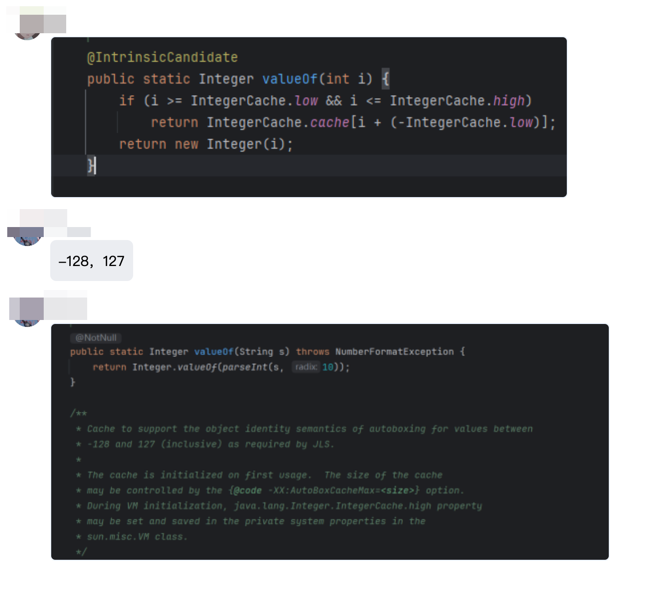 @IntrinsicCandidate
public static Integer valueOf(int i) {
if (i >= IntegerCache.low && i <= IntegerCache.high)
return IntegerCache.cache[i + (-IntegerCache.low)];
return new Integer(i);
}
-128, 127
@NotNull
public static Integer valueOf(String s) throws NumberFormatException {
return Integer.valueOf(parseInt(s, radix: 10));
}
/**
* Cache to support the object identity semantics of autoboxing for values between
* -128 and 127 (inclusive) as required by JLS.
*
* The cache is initialized on first usage. The size of the cache
* may be controlled by the {@code -XX:AutoBoxCacheMax=<size>} option.
* During VM initialization, java.lang.Integer.IntegerCache.high property
* may be set and saved in the private system properties in the
* sun.misc.VM class.
*/